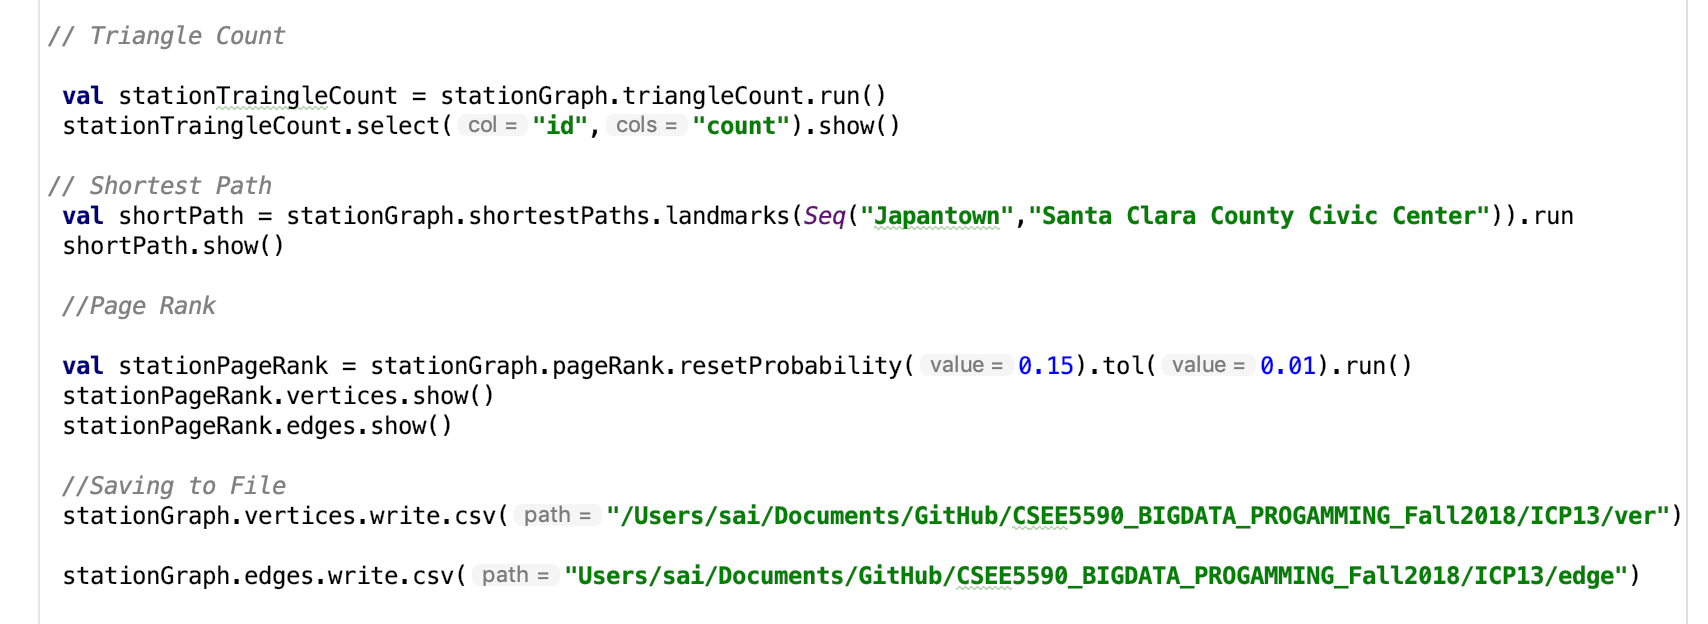 // Triangle Count
val stationTraingleCount = stationGraph.triangleCount.run()
stationTraingleCount.select( col = "id", cols = "count").show()
// Shortest Path
val shortPath = stationGraph.shortestPaths.landmarks(Seq("Japantown","Santa Clara County Civic Center")).run
shortPath.show()
//Page Rank
val stationPageRank = stationGraph.pageRank.resetProbability( value = 0.15).tol( value = 0.01).run()
stationPageRank.vertices.show()
stationPageRank.edges.show()
//Saving to File
stationGraph.vertices.write.csv( path = "/Users/sai/Documents/GitHub/CSEE5590_BIGDATA_PROGAMMING_Fall2018/ICP13/ver")
stationGraph.edges.write.csv( path = "Users/sai/Documents/GitHub/CSEE5590_BIGDATA_PROGAMMING_Fall2018/ICP13/edge")